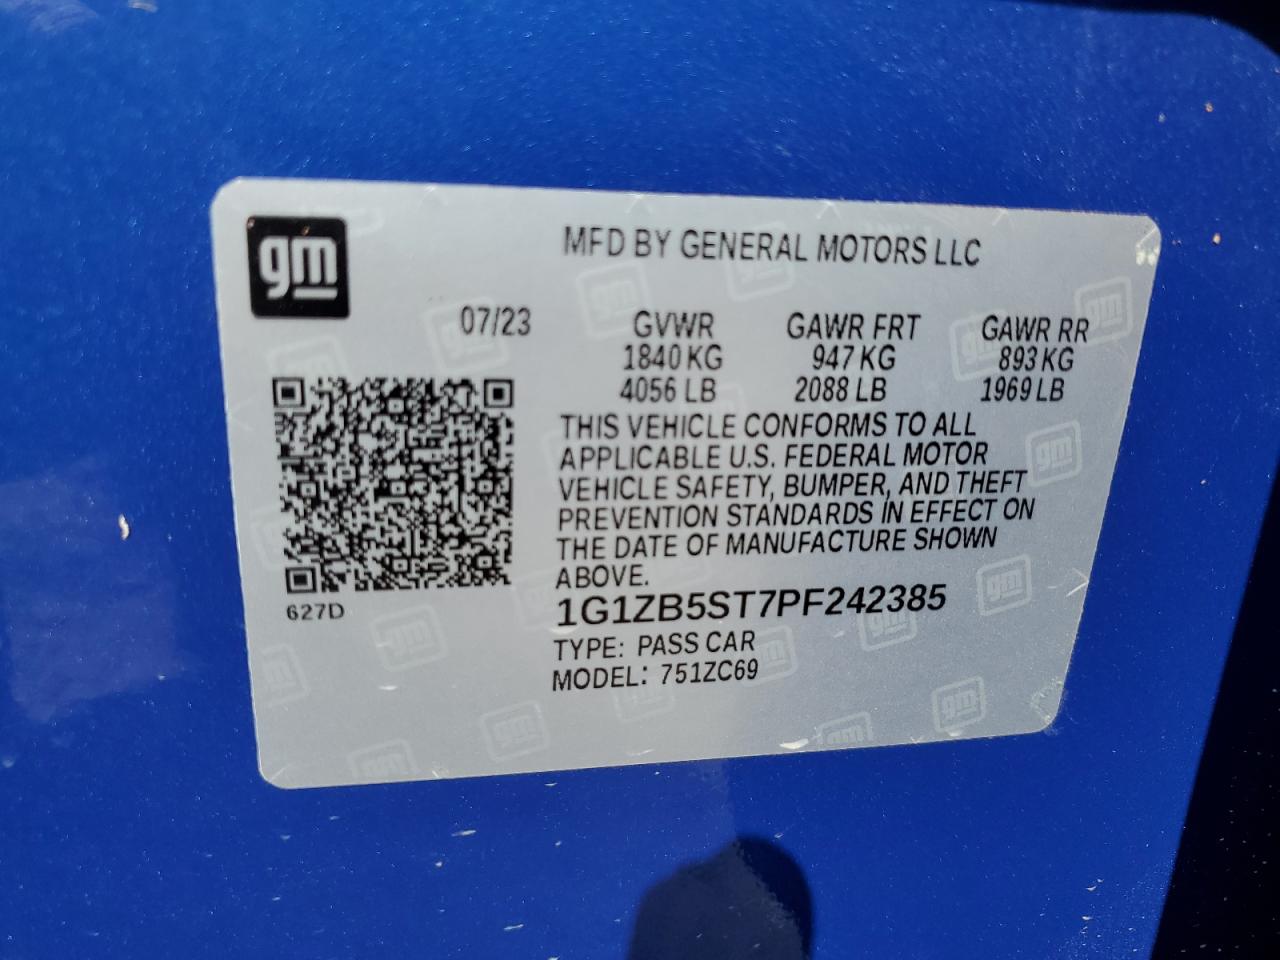 gm
MFD BY GENERAL MOTORS LLC
07/23 GVWR GAWR FRT GAWR RR
1840 KG 947 KG 893 KG
4056 LB 2088 LB 1969 LB
THIS VEHICLE CONFORMS TO ALL
APPLICABLE U.S. FEDERAL MOTOR
VEHICLE SAFETY, BUMPER, AND THEFT
PREVENTION STANDARDS IN EFFECT ON
THE DATE OF MANUFACTURE SHOWN
ABOVE.
627D
1G1ZB5ST7PF242385
TYPE: PASS CAR
MODEL: 751ZC69